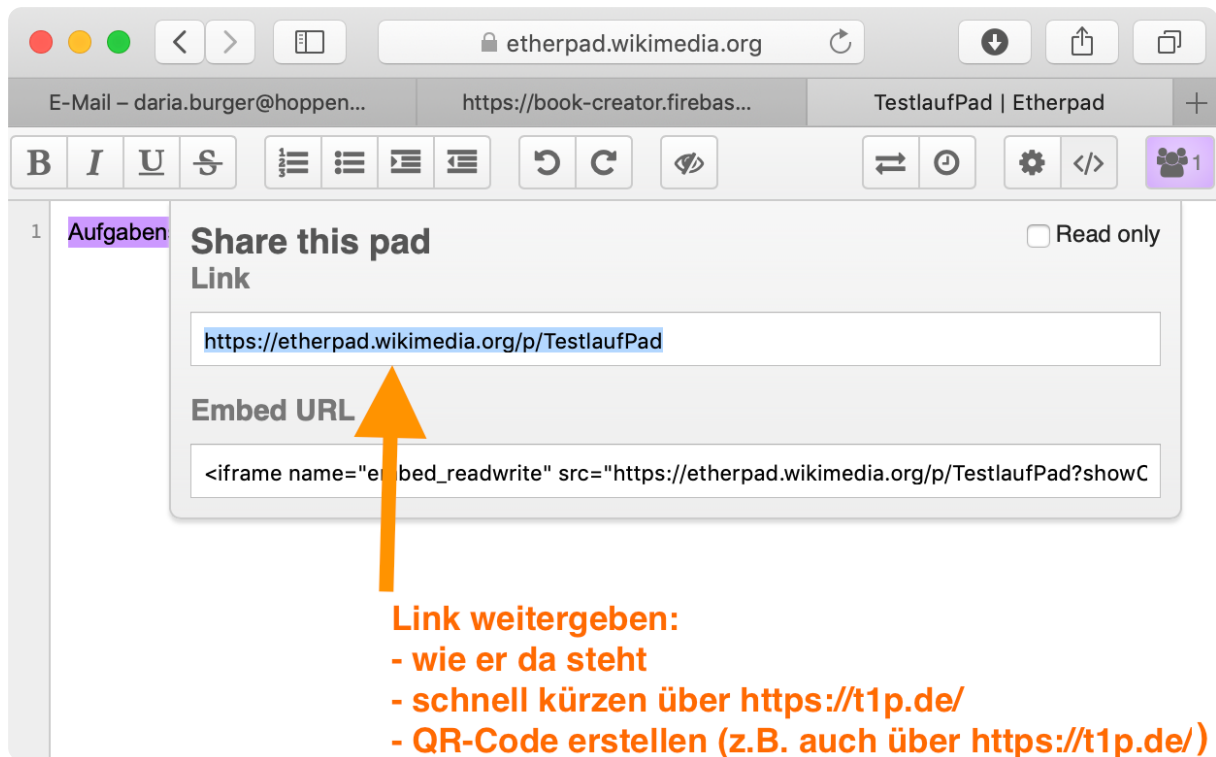 etherpad.wikimedia.org
E-Mail – daria.burger@hoppen...
https://book-creator.firebas...
TestlaufPad | Etherpad
B I U S
1
1 Aufgaben
Share this pad
Read only
Link
https://etherpad.wikimedia.org/p/TestlaufPad
Embed URL
<iframe name="embed_readwrite" src="https://etherpad.wikimedia.org/p/TestlaufPad?showC
Link weitergeben:
- wie er da steht
- schnell kürzen über https://t1p.de/
- QR-Code erstellen (z.B. auch über https://t1p.de/)